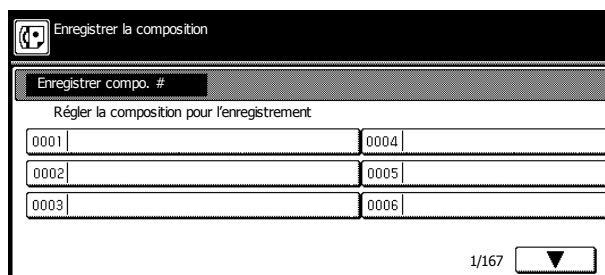 Enregistrer la composition
Enregistrer compo. #
Régler la composition pour l'enregistrement
0001 0004
0002 0005
0003 0006
1/167